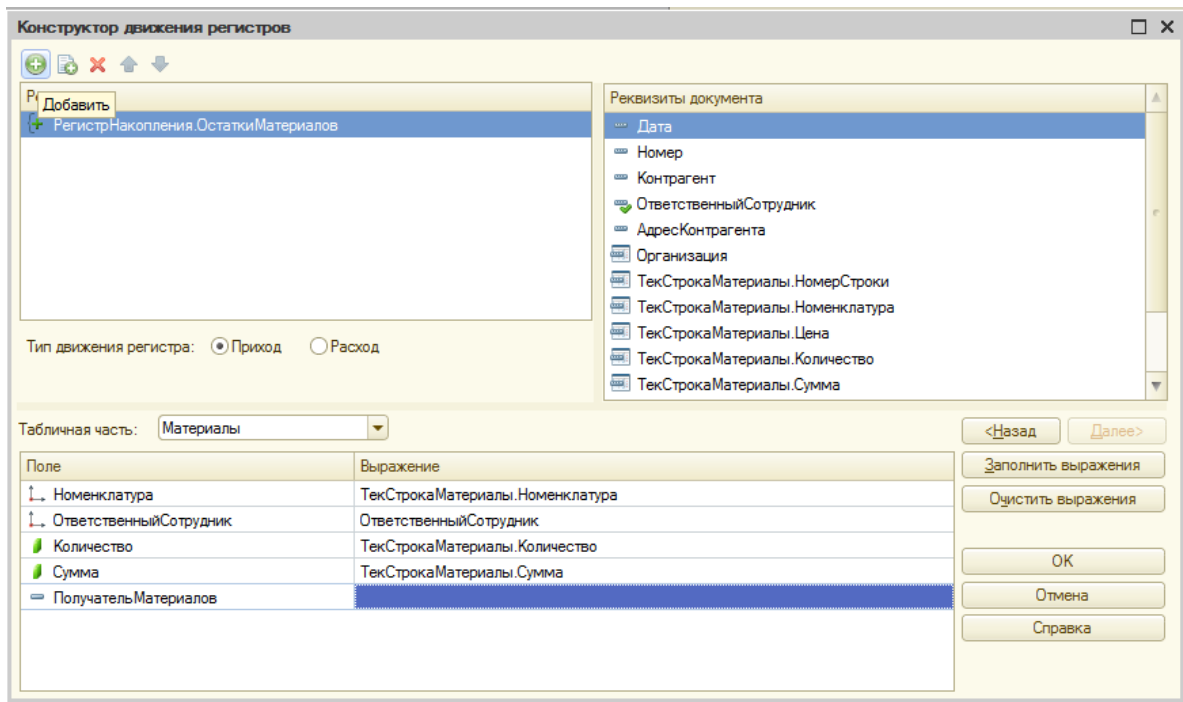 Конструктор движения регистров
Добавить
РегистрНакопления.ОстаткиМатериалов
Тип движения регистра: Приход Расход
Реквизиты документа
Дата
Номер
Контрагент
ОтветственныйСотрудник
АдресКонтрагента
Организация
ТекСтрокаМатериалы.НомерСтроки
ТекСтрокаМатериалы.Номенклатура
ТекСтрокаМатериалы.Цена
ТекСтрокаМатериалы.Количество
ТекСтрокаМатериалы.Сумма
Табличная часть: Материалы
<Назад Далее>
Поле Выражение
Номенклатура ТекСтрокаМатериалы.Номенклатура
ОтветственныйСотрудник ОтветственныйСотрудник
Количество ТекСтрокаМатериалы.Количество
Сумма ТекСтрокаМатериалы.Сумма
ПолучательМатериалов
Заполнить выражения
Очистить выражения
ОК
Отмена
Справка